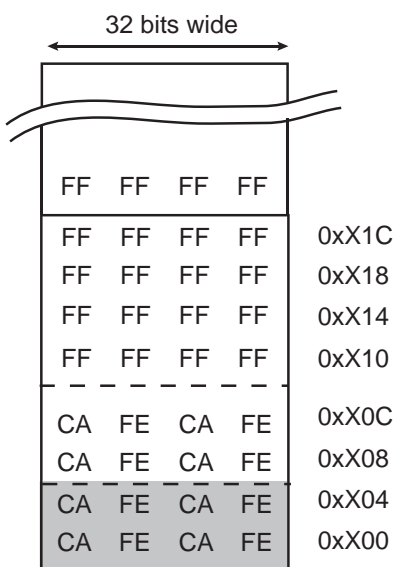 32 bits wide
FF FF FF FF
FF FF FF FF 0xX1C
FF FF FF FF 0xX18
FF FF FF FF 0xX14
FF FF FF FF 0xX10
CA FE CA FE 0xX0C
CA FE CA FE 0xX08
CA FE CA FE 0xX04
CA FE CA FE 0xX00